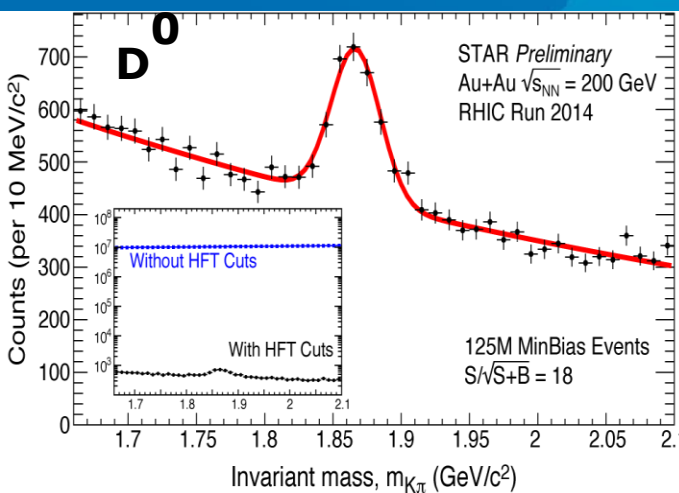 D⁰
STAR Preliminary
Au+Au √sNN = 200 GeV
RHIC Run 2014
Counts (per 10 MeV/c²)
700
600
500
400
300
200
100
0
10⁸
10⁷
10⁶
10⁵
10⁴
10³
Without HFT Cuts
With HFT Cuts
1.7 1.8 1.9 2 2.1
125M MinBias Events
S/√S+B = 18
1.7 1.75 1.8 1.85 1.9 1.95 2 2.05 2.
Invariant mass, mKπ (GeV/c²)